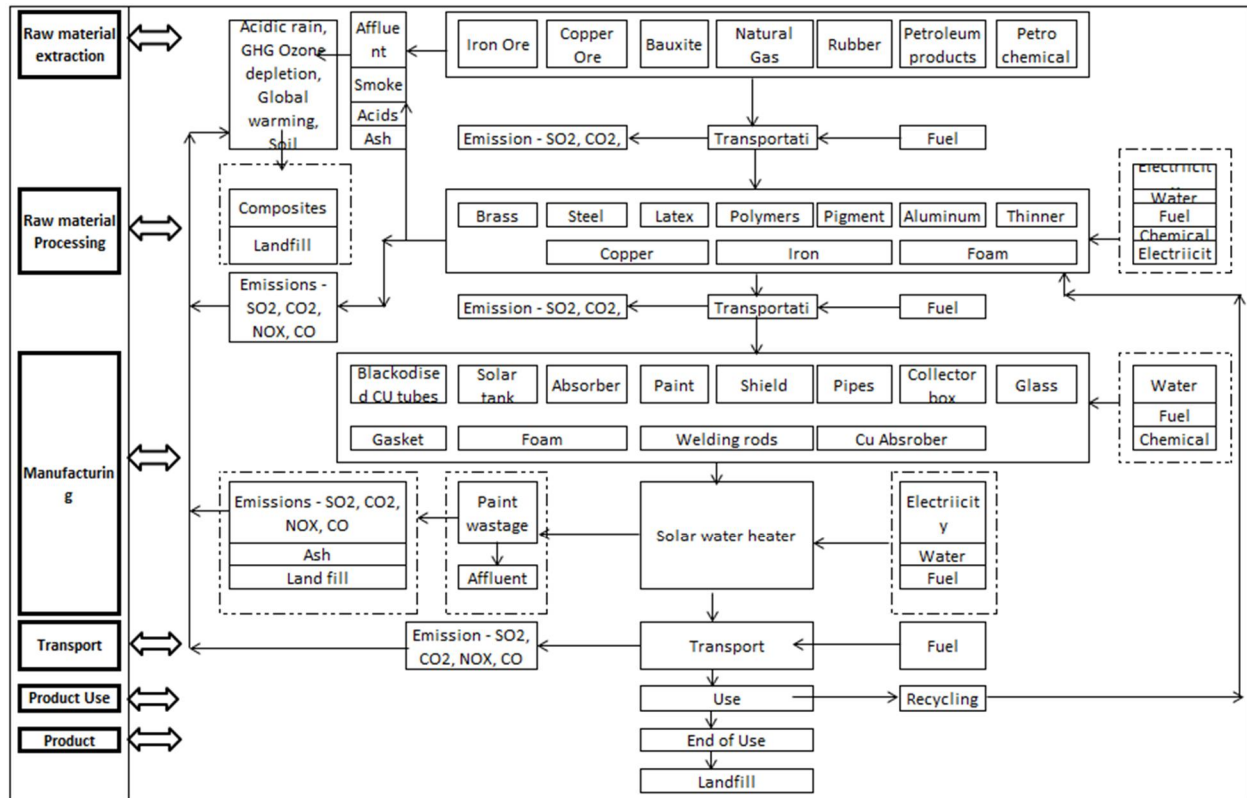 Raw material
extraction
Acidic rain,
GHG Ozone
depletion,
Global
warming,
Soil
Afflue
nt
Smoke
Acids
Ash
Iron Ore
Copper
Ore
Bauxite
Natural
Gas
Rubber
Petroleum
products
Petro
chemical
Emission - SO2, CO2,
Transportati
Fuel
Raw material
Processing
Composites
Landfill
Brass
Steel
Latex
Polymers
Pigment
Aluminum
Thinner
Copper
Iron
Foam
Electriicit
Water
Fuel
Chemical
Electriicit
Emissions -
SO2, CO2,
NOX, CO
Emission - SO2, CO2,
Transportati
Fuel
Manufacturin
g
Blackodise
d CU tubes
Solar
tank
Absorber
Paint
Shield
Pipes
Collector
box
Glass
Gasket
Foam
Welding rods
Cu Absrober
Water
Fuel
Chemical
Emissions - SO2, CO2,
NOX, CO
Ash
Land fill
Paint
wastage
Affluent
Solar water heater
Electriicit
y
Water
Fuel
Transport
Emission - SO2,
CO2, NOX, CO
Transport
Fuel
Product Use
Use
Recycling
Product
End of Use
Landfill